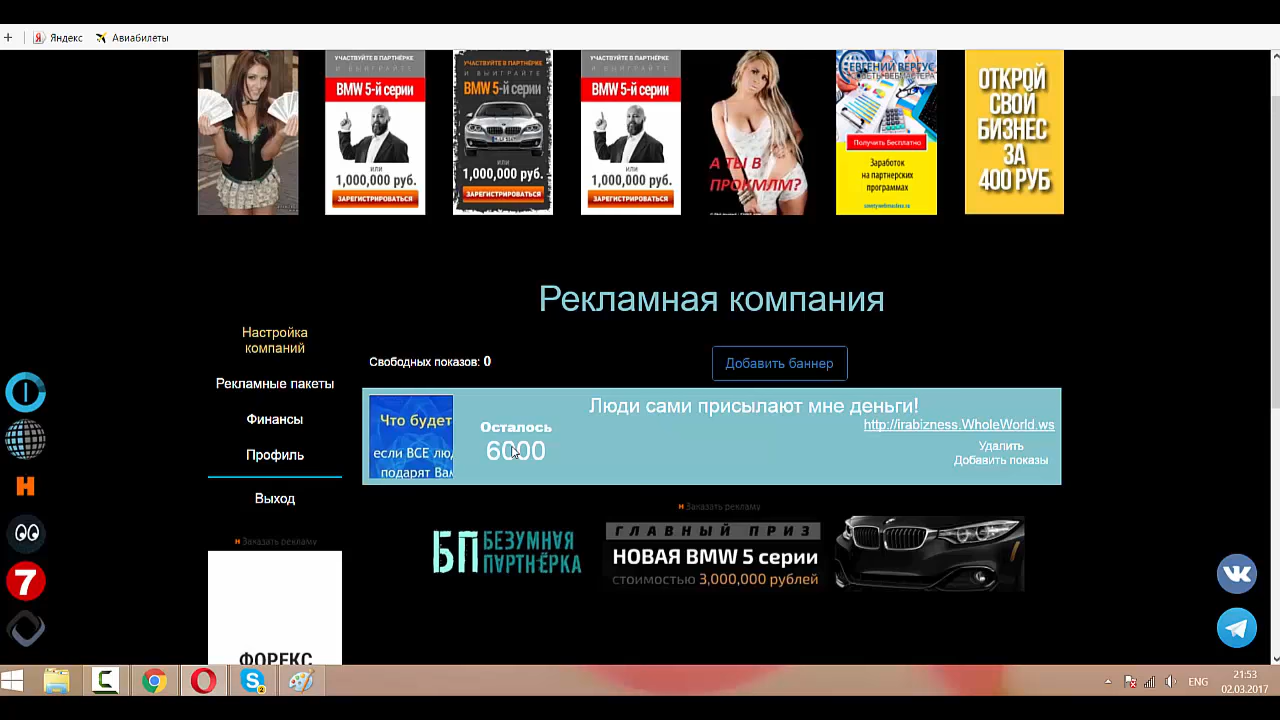 + Яндекс Авиабилеты
УЧАСТВУЙТЕ В ПАРТНЁРКЕ
И ВЫИГРАЙТЕ
BMW 5-й серии
ИЛИ
1,000,000 руб.
ЗАРЕГИСТРИРОВАТЬСЯ
УЧАСТВУЙТЕ В ПАРТНЁРКЕ
И ВЫИГРАЙТЕ
BMW 5-й серии
ИЛИ
1,000,000 руб.
ЗАРЕГИСТРИРОВАТЬСЯ
УЧАСТВУЙТЕ В ПАРТНЁРКЕ
И ВЫИГРАЙТЕ
BMW 5-й серии
ИЛИ
1,000,000 руб.
ЗАРЕГИСТРИРОВАТЬСЯ
А ТЫ В
ПРОКМЛМ?
ЕВГЕНИЙ ВЕРГУС
Получить Бесплатно
Заработок
на партнерских
программах
ОТКРОЙ
СВОЙ
БИЗНЕС
ЗА
400 РУБ
Рекламная компания
Настройка
компаний
Рекламные пакеты
Финансы
Профиль
Выход
Заказать рекламу
ФОРЕКС
Свободных показов: 0
Добавить баннер
Что будет
если ВСЕ лю
подарят Ва
Осталось
6000
Люди сами присылают мне деньги!
http://irabizness.WholeWorld.ws
Удалить
Добавить показы
Заказать рекламу
БП БЕЗУМНАЯ
ПАРТНЁРКА
ГЛАВНЫЙ ПРИЗ
НОВАЯ BMW 5 серии
стоимостью 3,000,000 рублей
H
7
ENG
21:53
02.03.2017